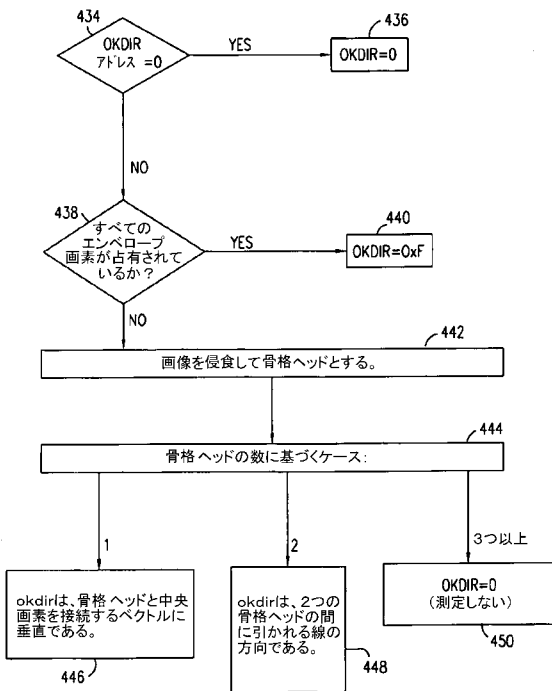 434
OKDIR
アドレス =0
YES
436
OKDIR=0
NO
438
すべての
エンベロープ
画素が占有されて
いるか？
YES
440
OKDIR=0xF
NO
442
画像を侵食して骨格ヘッドとする。
444
骨格ヘッドの数に基づくケース:
1
2
3つ以上
okdirは、骨格ヘッドと中央
画素を接続するベクトルに
垂直である。
446
okdirは、2つの
骨格ヘッドの間
に引かれる線の
方向である。
448
OKDIR=0
(測定しない)
450